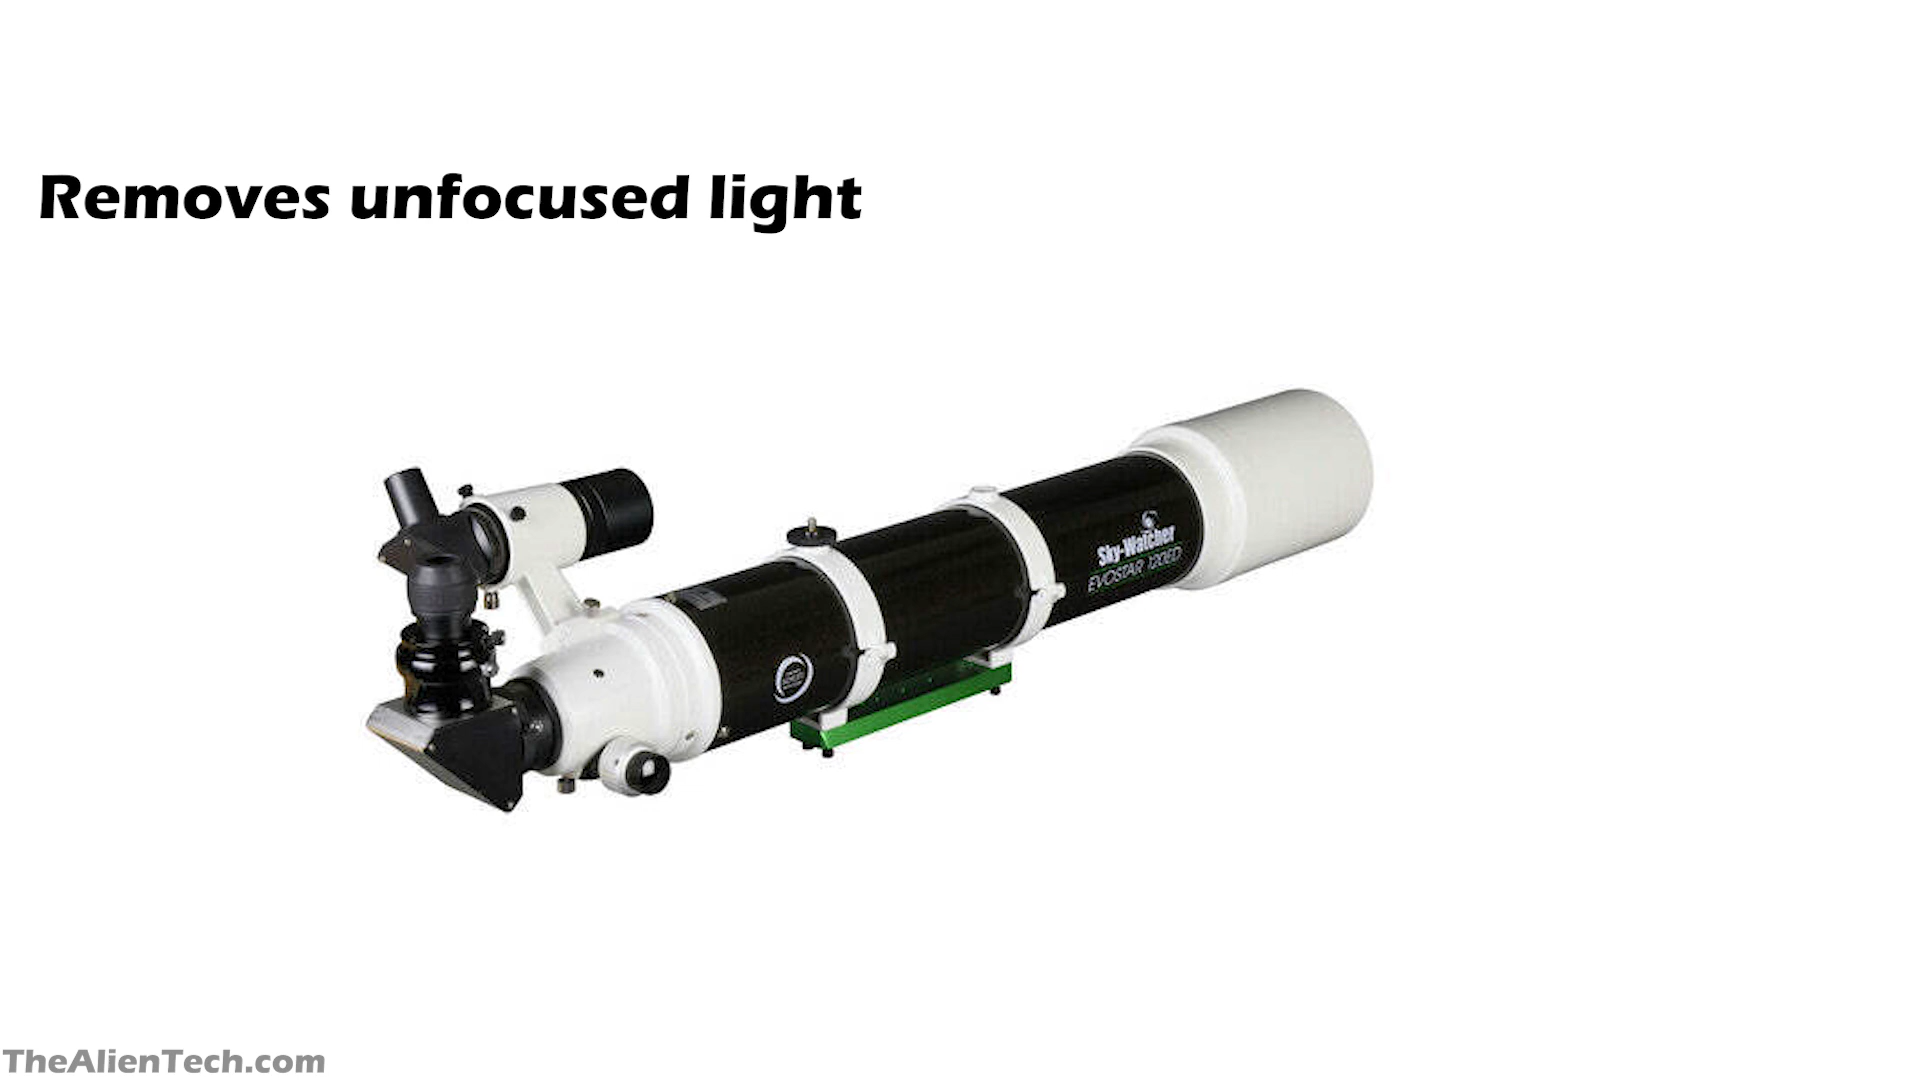 Removes unfocused light
Sky-Watcher
EVOSTAR 120ED
TheAlienTech.com